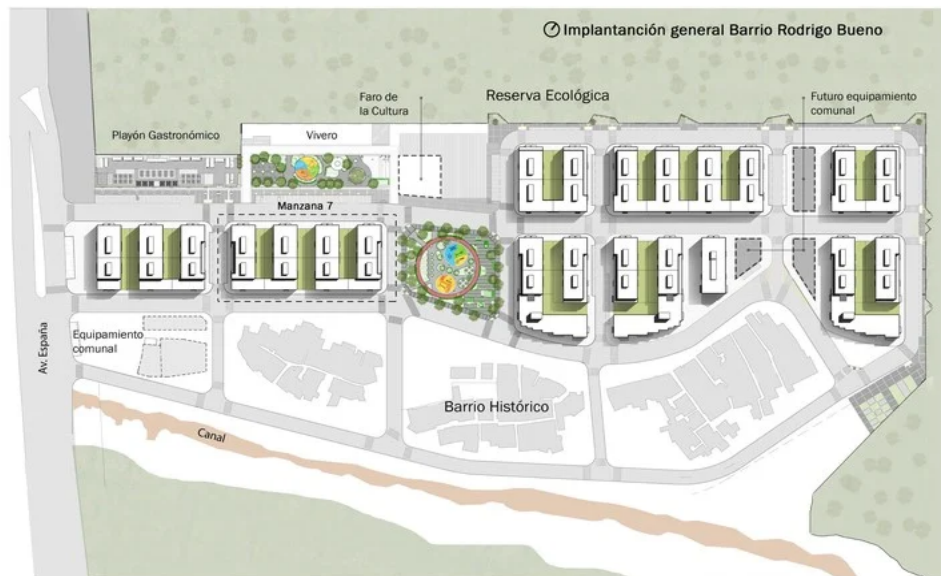 Implantanción general Barrio Rodrigo Bueno
Faro de
la Cultura
Reserva Ecológica
Futuro equipamiento
comunal
Playón Gastronómico
Vivero
Manzana 7
Av. España
Equipamiento
comunal
Barrio Histórico
Canal